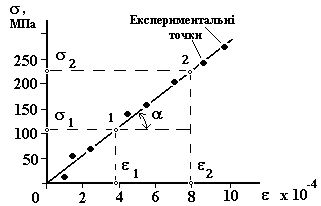 σ,
МПа
Експериментальні
точки
250
σ2
2
200
150
σ1
1
α
100
50
ε1
ε2
0
2
4
6
8
10
ε x 10⁻⁴